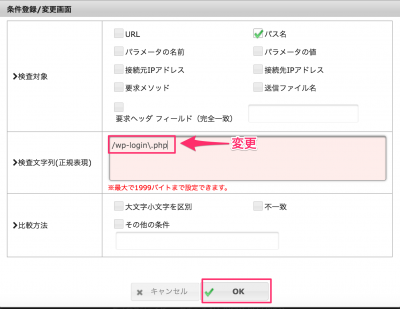 条件登録/変更画面
検査対象
URL
パス名
パラメータの名前
パラメータの値
接続元IPアドレス
接続先IPアドレス
要求メソッド
送信ファイル名
要求ヘッダ フィールド（完全一致）
検査文字列(正規表現)
/wp-login\.php
変更
※最大で1999バイトまで設定できます。
比較方法
大文字小文字を区別
不一致
その他の条件
キャンセル
OK